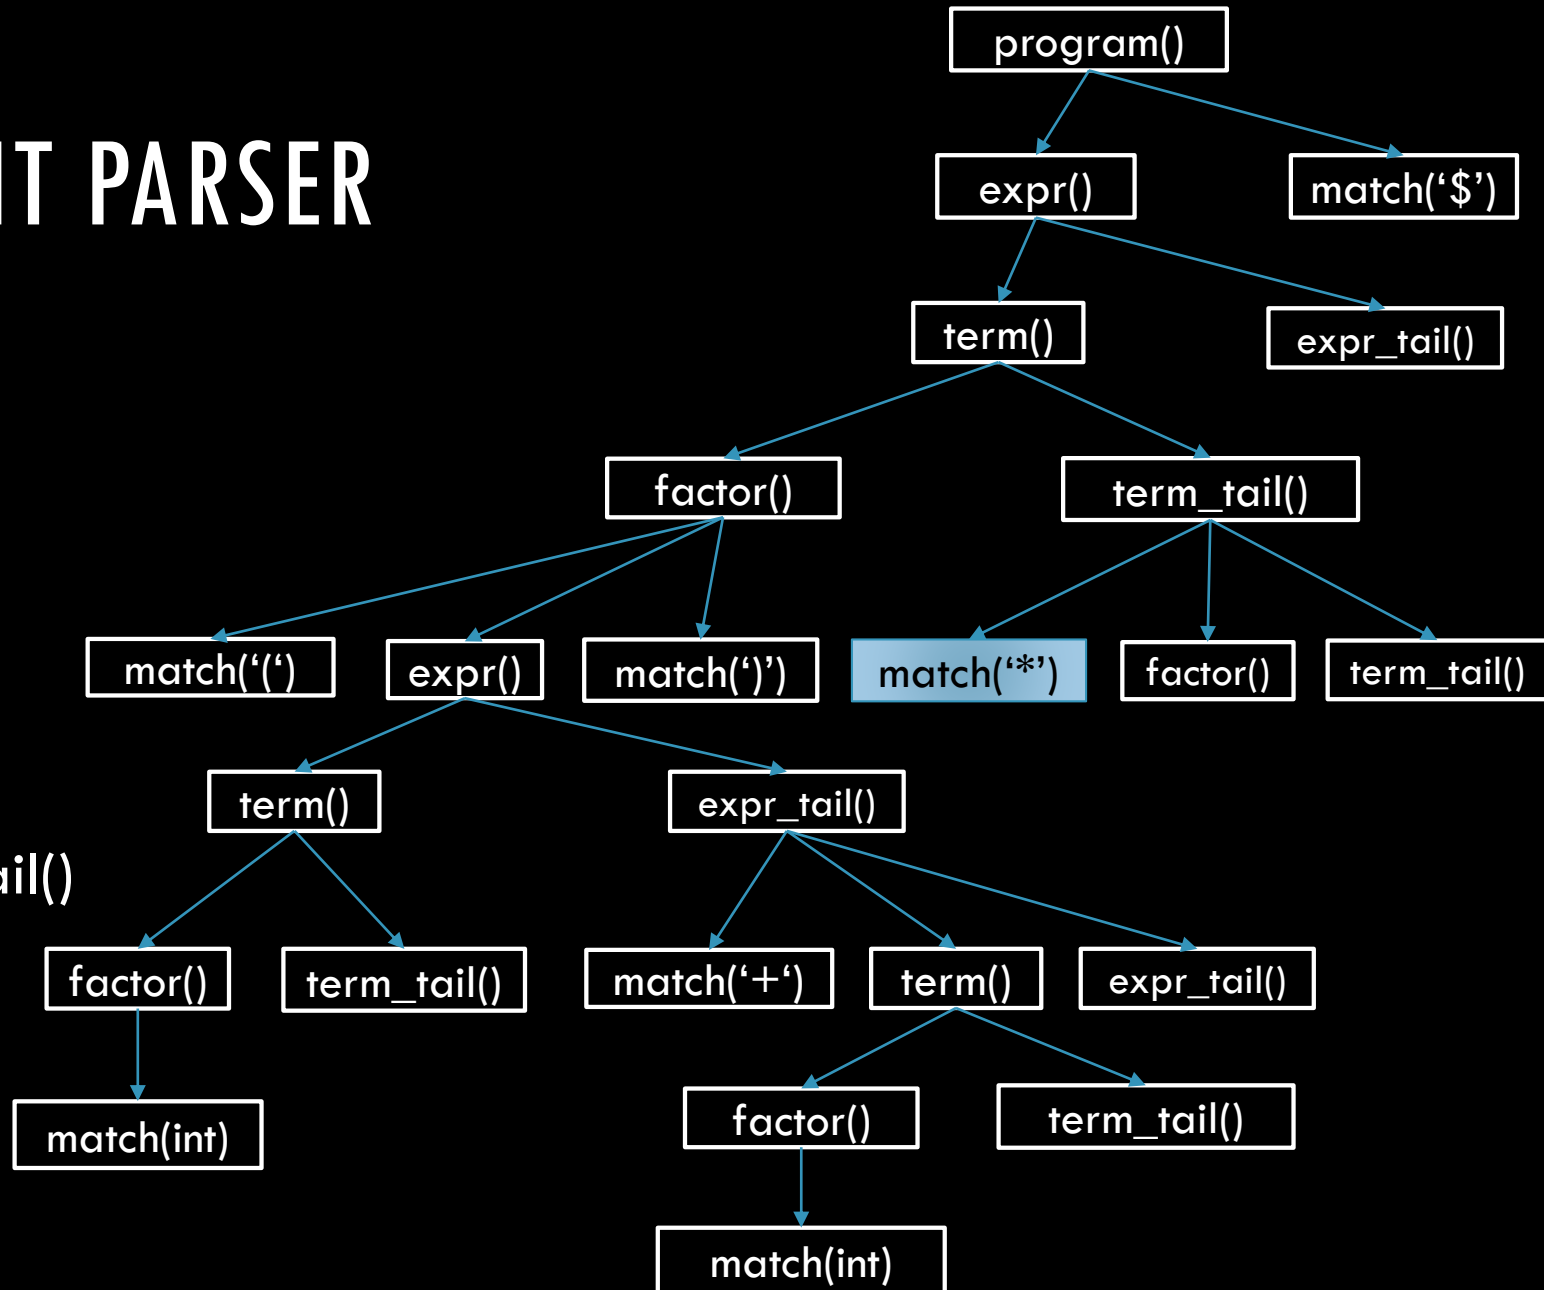 program()
IT PARSER
expr()
match(‘$’)
term()
expr_tail()
factor()
term_tail()
match(‘(‘)
expr()
match(‘)’)
match(‘*’)
factor()
term_tail()
term()
expr_tail()
ail()
factor()
term_tail()
match(‘+‘)
term()
expr_tail()
match(int)
factor()
term_tail()
match(int)